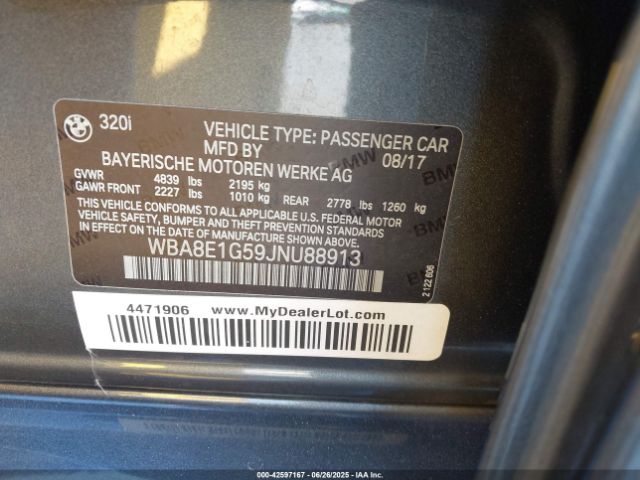 BMW
320i
VEHICLE TYPE: PASSENGER CAR
MFD BY 08/17
BAYERISCHE MOTOREN WERKE AG
GVWR 4839 lbs 2195 kg
GAWR FRONT 2227 lbs 1010 kg REAR 2778 lbs 1260 kg
THIS VEHICLE CONFORMS TO ALL APPLICABLE U.S. FEDERAL MOTOR
VEHICLE SAFETY, BUMPER AND THEFT PREVENTION STANDARDS
IN EFFECT ON THE DATE OF MANUFACTURE SHOWN ABOVE
WBA8E1G59JNU88913
2 122 606
4471906 www.MyDealerLot.com
000-42597167 - 06/26/2025 - IAAI.COM